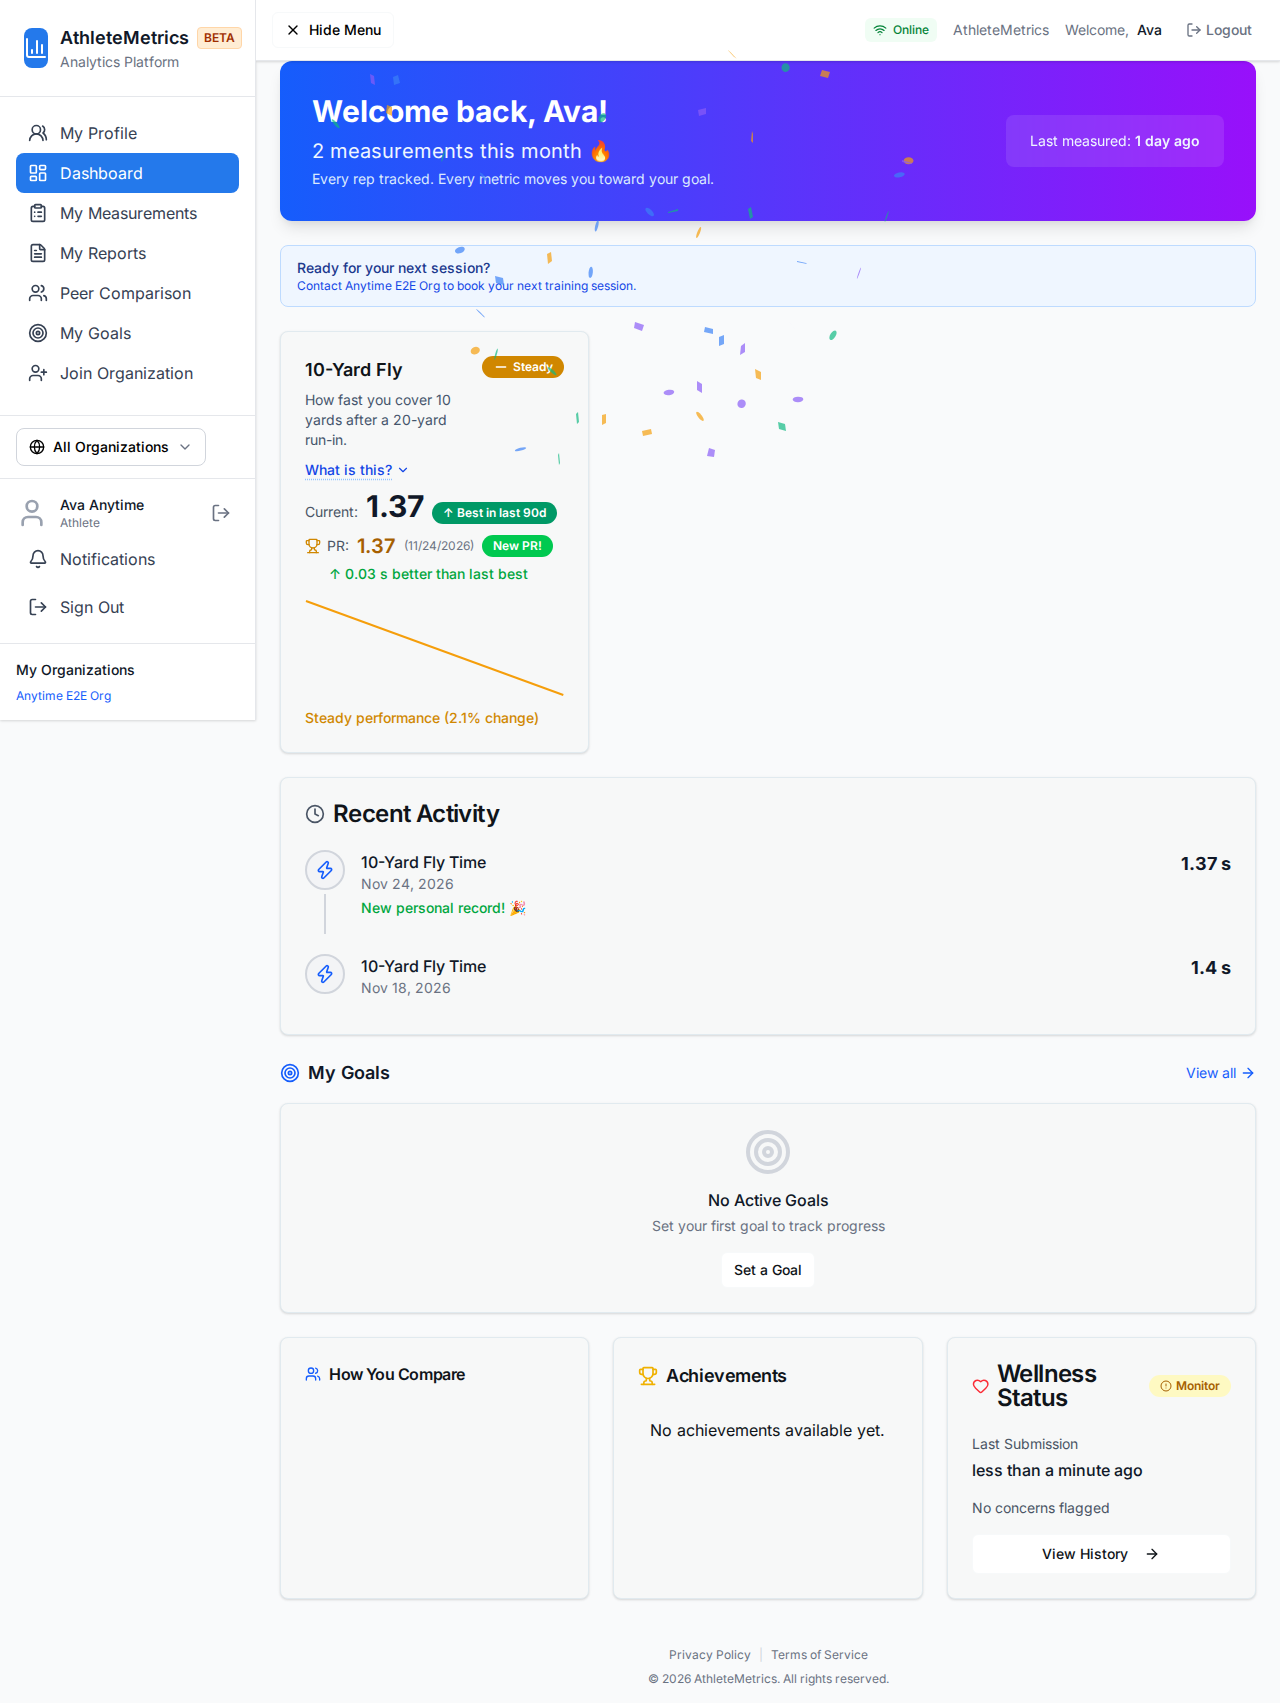 AthleteMetrics BETA
Analytics Platform
Hide Menu
Online
AthleteMetrics
Welcome, Ava
Logout
My Profile
Dashboard
My Measurements
My Reports
Peer Comparison
My Goals
Join Organization
All Organizations
Ava Anytime
Athlete
Notifications
Sign Out
My Organizations
Anytime E2E Org
Welcome back, Ava!
2 measurements this month 🔥
Every rep tracked. Every metric moves you toward your goal.
Last measured: 1 day ago
Ready for your next session?
Contact Anytime E2E Org to book your next training session.
10-Yard Fly
Steady
How fast you cover 10
yards after a 20-yard
run-in.
What is this?
Current: 1.37 ↑ Best in last 90d
PR: 1.37 (11/24/2026) New PR!
↑ 0.03 s better than last best
Steady performance (2.1% change)
Recent Activity
10-Yard Fly Time
1.37 s
Nov 24, 2026
New personal record! 🎉
10-Yard Fly Time
1.4 s
Nov 18, 2026
My Goals
View all →
No Active Goals
Set your first goal to track progress
Set a Goal
How You Compare
Achievements
No achievements available yet.
Wellness
Status
Monitor
Last Submission
less than a minute ago
No concerns flagged
View History →
Privacy Policy | Terms of Service
© 2026 AthleteMetrics. All rights reserved.